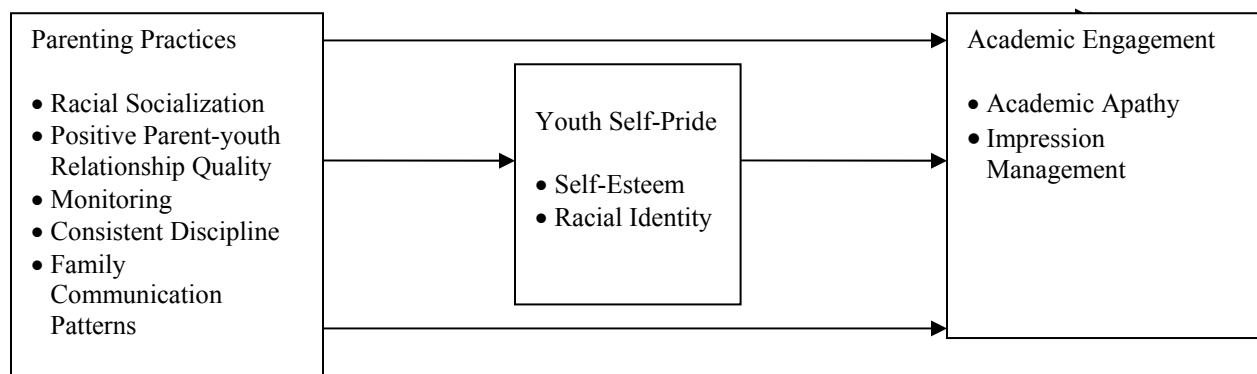 Parenting Practices
• Racial Socialization
• Positive Parent-youth
Relationship Quality
• Monitoring
• Consistent Discipline
• Family
Communication
Patterns
Youth Self-Pride
• Self-Esteem
• Racial Identity
Academic Engagement
• Academic Apathy
• Impression
Management